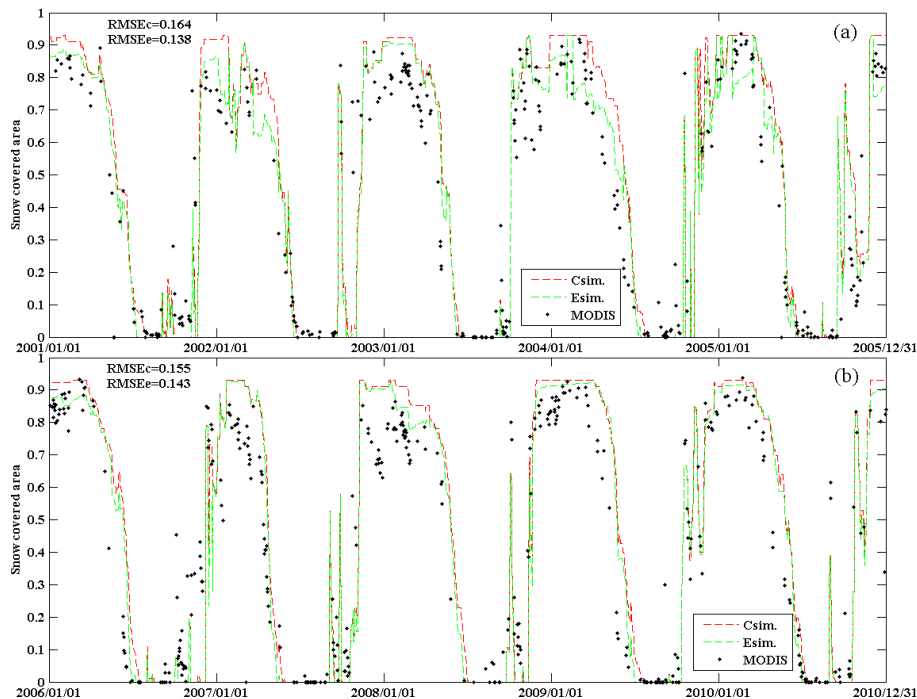 RMSEc=0.164
RMSEe=0.138
(a)
1
0.9
0.8
0.7
0.6
0.5
0.4
0.3
0.2
0.1
0
Snow covered area
Csim.
Esim.
MODIS
2001/01/01 2002/01/01 2003/01/01 2004/01/01 2005/01/01 2005/12/31
RMSEc=0.155
RMSEe=0.143
(b)
1
0.9
0.8
0.7
0.6
0.5
0.4
0.3
0.2
0.1
0
Snow covered area
Csim.
Esim.
MODIS
2006/01/01 2007/01/01 2008/01/01 2009/01/01 2010/01/01 2010/12/31